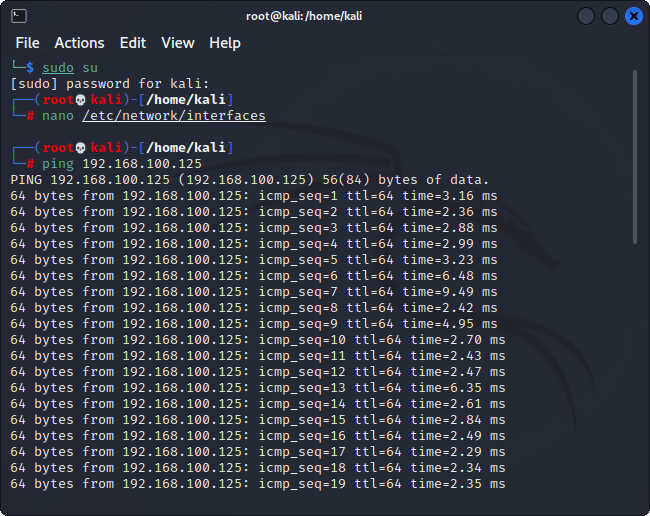 root@kali: /home/kali
File Actions Edit View Help
└─$ sudo su
[sudo] password for kali:
┌──(root💀kali)-[/home/kali]
└─# nano /etc/network/interfaces
┌──(root💀kali)-[/home/kali]
└─# ping 192.168.100.125
PING 192.168.100.125 (192.168.100.125) 56(84) bytes of data.
64 bytes from 192.168.100.125: icmp_seq=1 ttl=64 time=3.16 ms
64 bytes from 192.168.100.125: icmp_seq=2 ttl=64 time=2.36 ms
64 bytes from 192.168.100.125: icmp_seq=3 ttl=64 time=2.88 ms
64 bytes from 192.168.100.125: icmp_seq=4 ttl=64 time=2.99 ms
64 bytes from 192.168.100.125: icmp_seq=5 ttl=64 time=3.23 ms
64 bytes from 192.168.100.125: icmp_seq=6 ttl=64 time=6.48 ms
64 bytes from 192.168.100.125: icmp_seq=7 ttl=64 time=9.49 ms
64 bytes from 192.168.100.125: icmp_seq=8 ttl=64 time=2.42 ms
64 bytes from 192.168.100.125: icmp_seq=9 ttl=64 time=4.95 ms
64 bytes from 192.168.100.125: icmp_seq=10 ttl=64 time=2.70 ms
64 bytes from 192.168.100.125: icmp_seq=11 ttl=64 time=2.43 ms
64 bytes from 192.168.100.125: icmp_seq=12 ttl=64 time=2.47 ms
64 bytes from 192.168.100.125: icmp_seq=13 ttl=64 time=6.35 ms
64 bytes from 192.168.100.125: icmp_seq=14 ttl=64 time=2.61 ms
64 bytes from 192.168.100.125: icmp_seq=15 ttl=64 time=2.84 ms
64 bytes from 192.168.100.125: icmp_seq=16 ttl=64 time=2.49 ms
64 bytes from 192.168.100.125: icmp_seq=17 ttl=64 time=2.29 ms
64 bytes from 192.168.100.125: icmp_seq=18 ttl=64 time=2.34 ms
64 bytes from 192.168.100.125: icmp_seq=19 ttl=64 time=2.35 ms